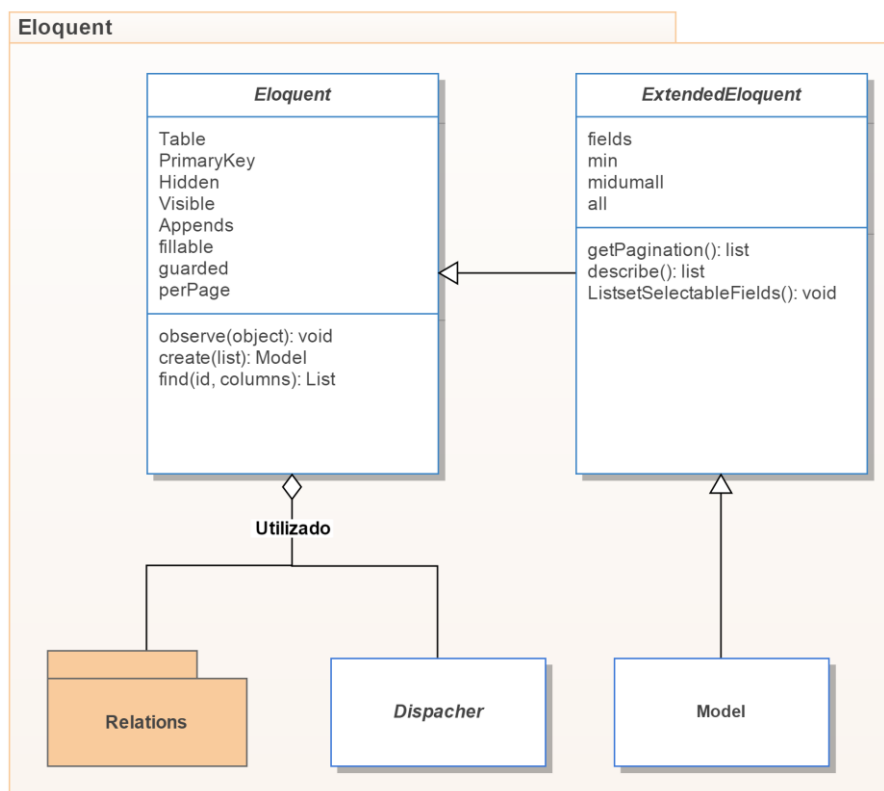 Eloquent
Eloquent
Table
PrimaryKey
Hidden
Visible
Appends
fillable
guarded
perPage
observe(object): void
create(list): Model
find(id, columns): List
ExtendedEloquent
fields
min
midumall
all
getPagination(): list
describe(): list
ListsetSelectableFields(): void
Utilizado
Relations
Dispacher
Model